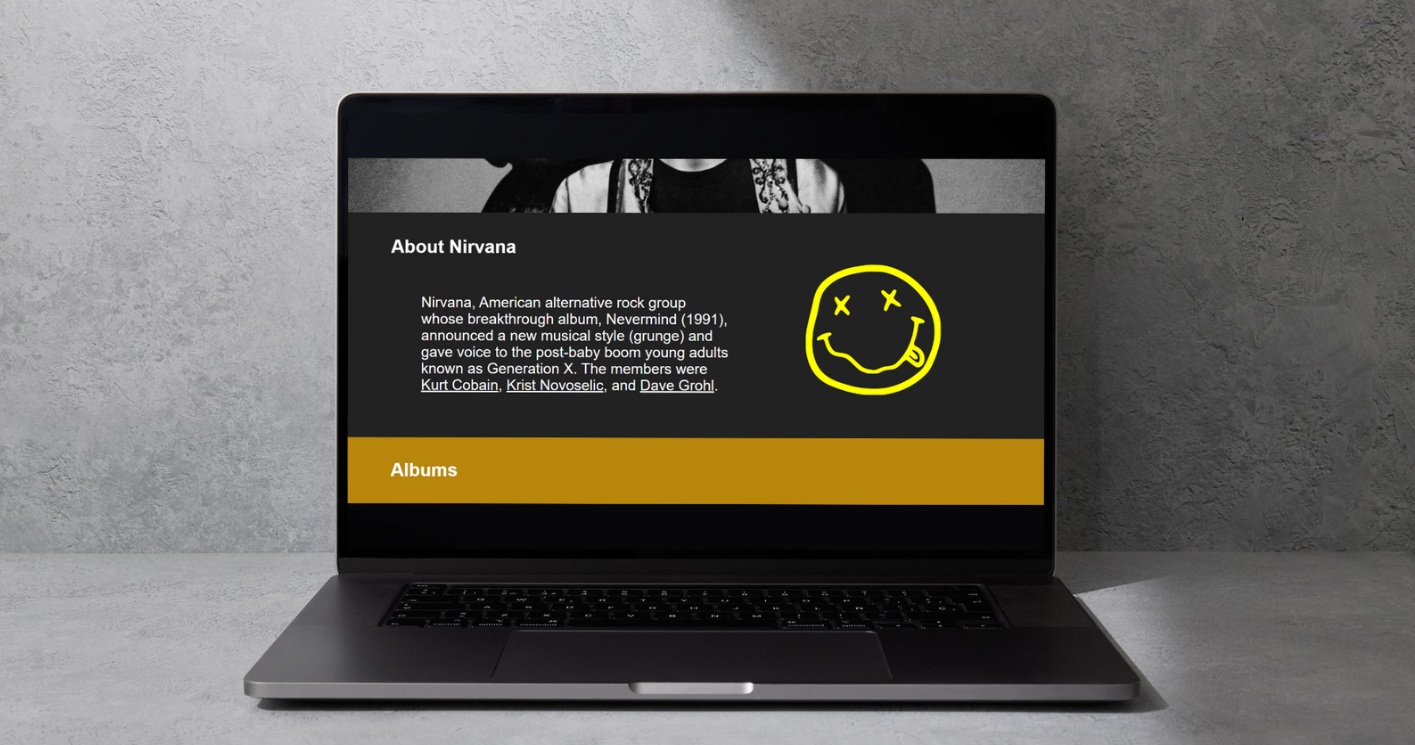 About Nirvana
Nirvana, American alternative rock group
whose breakthrough album, Nevermind (1991),
announced a new musical style (grunge) and
gave voice to the post-baby boom young adults
known as Generation X. The members were
Kurt Cobain, Krist Novoselic, and Dave Grohl.
Albums